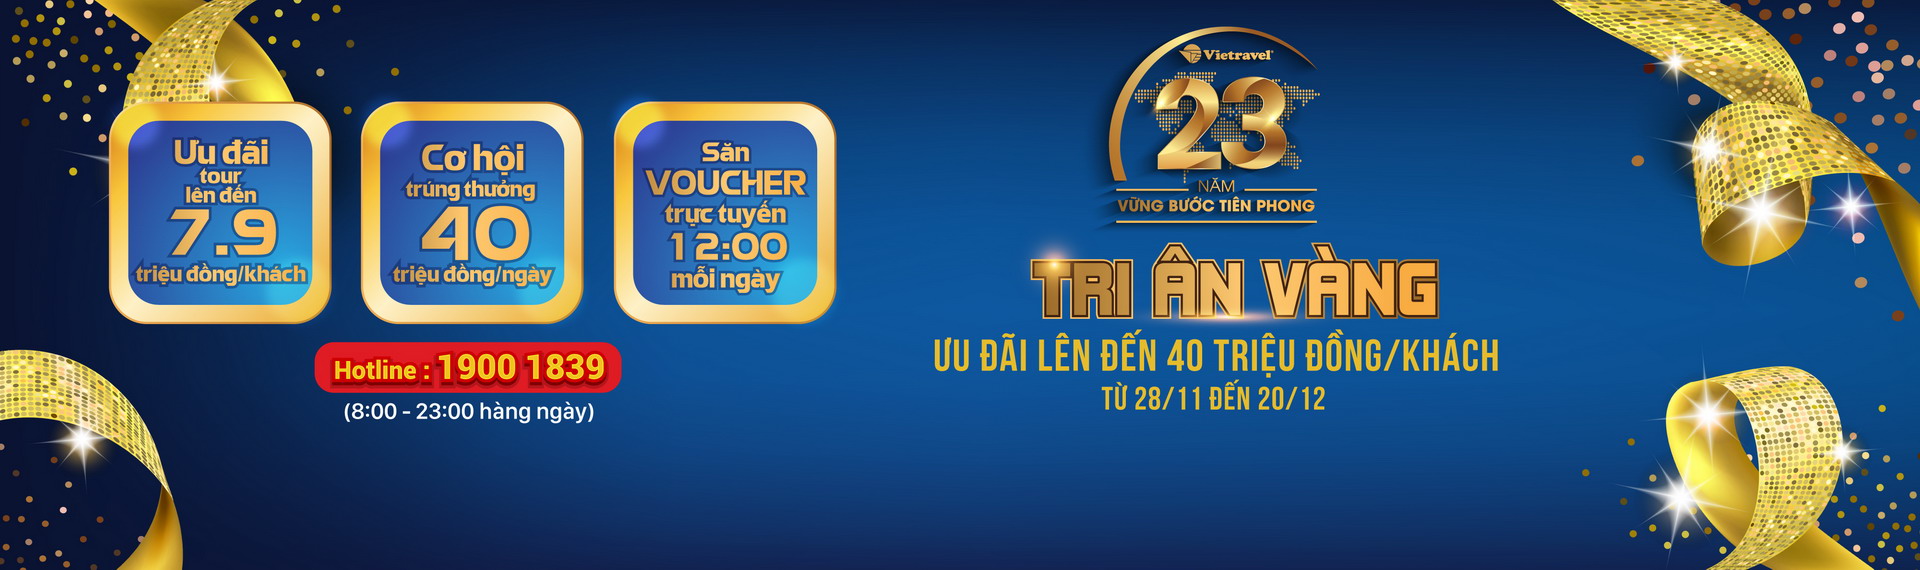 Ưu đãi
tour
lên đến
7.9
triệu đồng/khách
Cơ hội
trúng thưởng
40
triệu đồng/ngày
Săn
VOUCHER
trực tuyến
12:00
mỗi ngày
Hotline : 1900 1839
(8:00 - 23:00 hàng ngày)
Vietravel®
23
NĂM
VỮNG BƯỚC TIÊN PHONG
TRI ÂN VÀNG
ƯU ĐÃI LÊN ĐẾN 40 TRIỆU ĐỒNG/KHÁCH
TỪ 28/11 ĐẾN 20/12